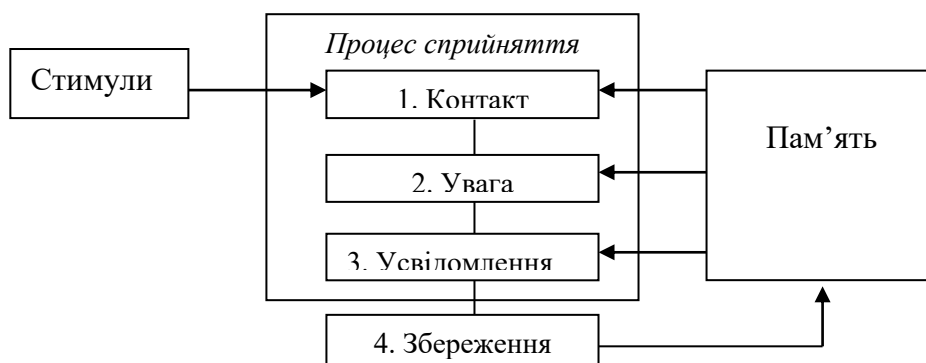 Процес сприйняття
Стимули
1. Контакт
Пам’ять
2. Увага
3. Усвідомлення
4. Збереження